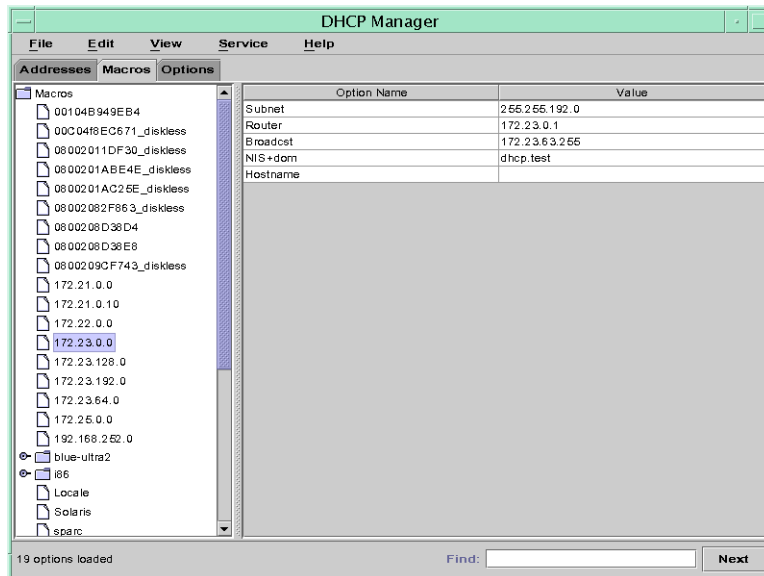 DHCP Manager
File Edit View Service Help
Addresses Macros Options
Macros
00104B949EB4
00C04f8EC671_diskless
08002011DF30_diskless
0800201ABE4E_diskless
0800201AC25E_diskless
08002082F863_diskless
0800208D38D4
0800208D38E8
0800209CF743_diskless
172.21.0.0
172.21.0.10
172.22.0.0
172.23.0.0
172.23.128.0
172.23.192.0
172.23.64.0
172.25.0.0
192.168.252.0
blue-ultra2
i86
Locale
Solaris
sparc
Option Name Value
Subnet 255.255.192.0
Router 172.23.0.1
Broadcst 172.23.63.255
NIS+dom dhcp.test
Hostname
19 options loaded
Find:
Next